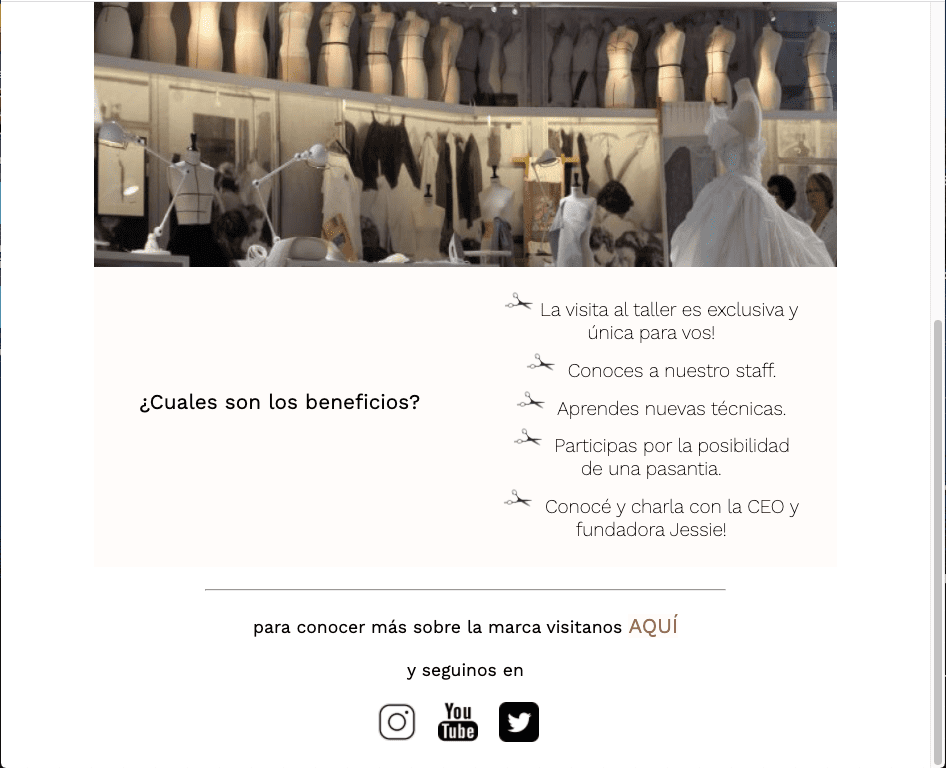 ¿Cuales son los beneficios?
La visita al taller es exclusiva y
única para vos!
Conoces a nuestro staff.
Aprendes nuevas técnicas.
Participas por la posibilidad
de una pasantia.
Conocé y charla con la CEO y
fundadora Jessie!
para conocer más sobre la marca visitanos AQUÍ
y seguinos en
You
Tube